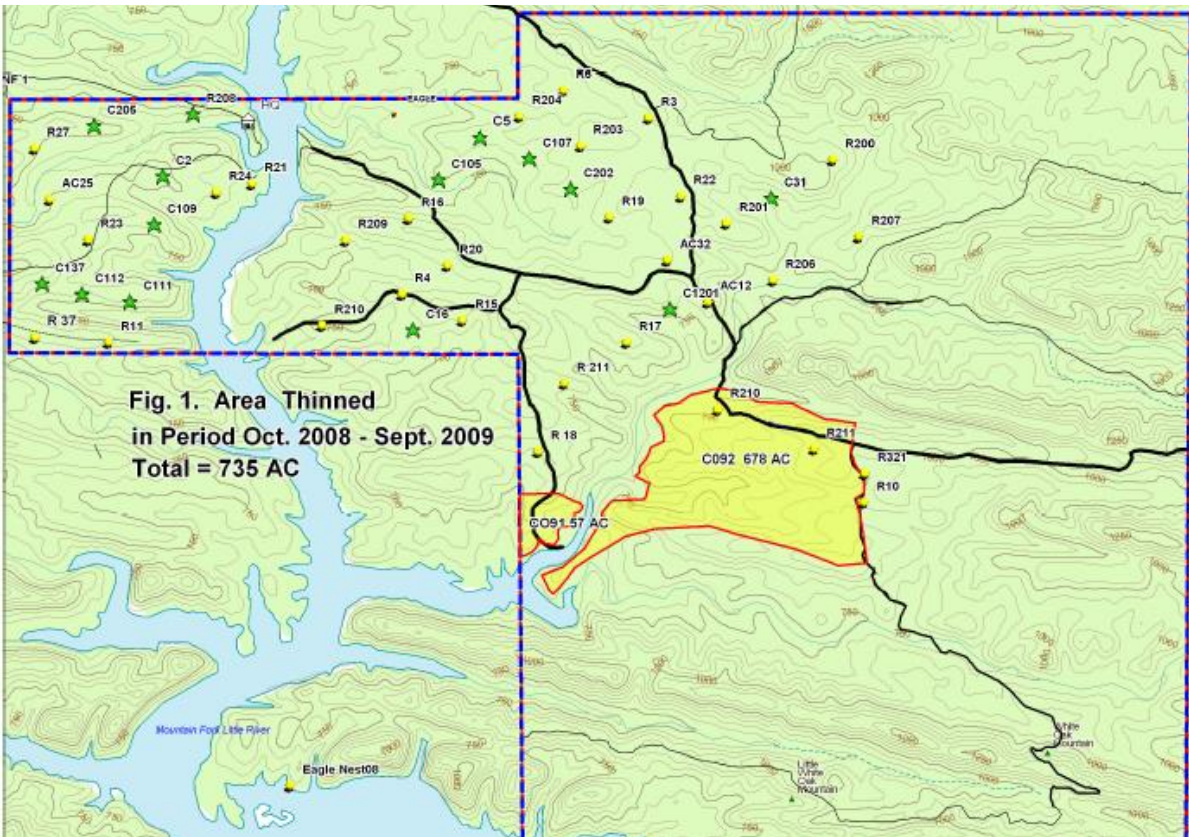 NF 1
EAGLE
HQ
R208
C206
R27
C2
R24
R21
AC25
C109
R23
C137
C112
C111
R 37
R11
R6
R204
R3
C5
R203
C107
C105
C202
R200
C31
R16
R19
R22
R201
R207
R209
R20
AC32
R206
R4
C1201
AC12
R210
C16
R15
R17
R 211
Fig. 1. Area Thinned
in Period Oct. 2008 - Sept. 2009
Total = 735 AC
R210
R 18
R211
C092 678 AC
R321
R10
CO91 57 AC
Mountain Fork Little River
Eagle Nest08
White
Oak
Mountain
Little
White
Oak
Mountain